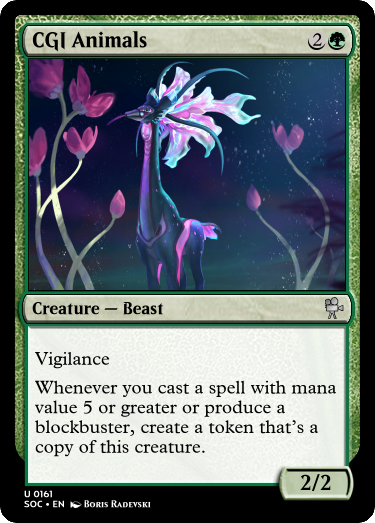 CGI Animals 2
Creature — Beast
Vigilance
Whenever you cast a spell with mana
value 5 or greater or produce a
blockbuster, create a token that's a
copy of this creature.
2/2
U 0161
SOC • EN Boris Radevski